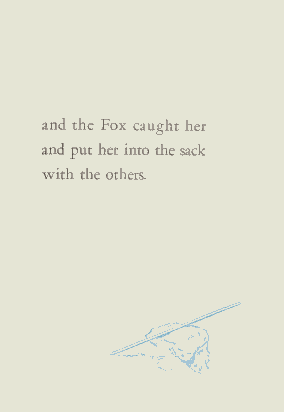 and the Fox caught her
and put her into the sack
with the others.